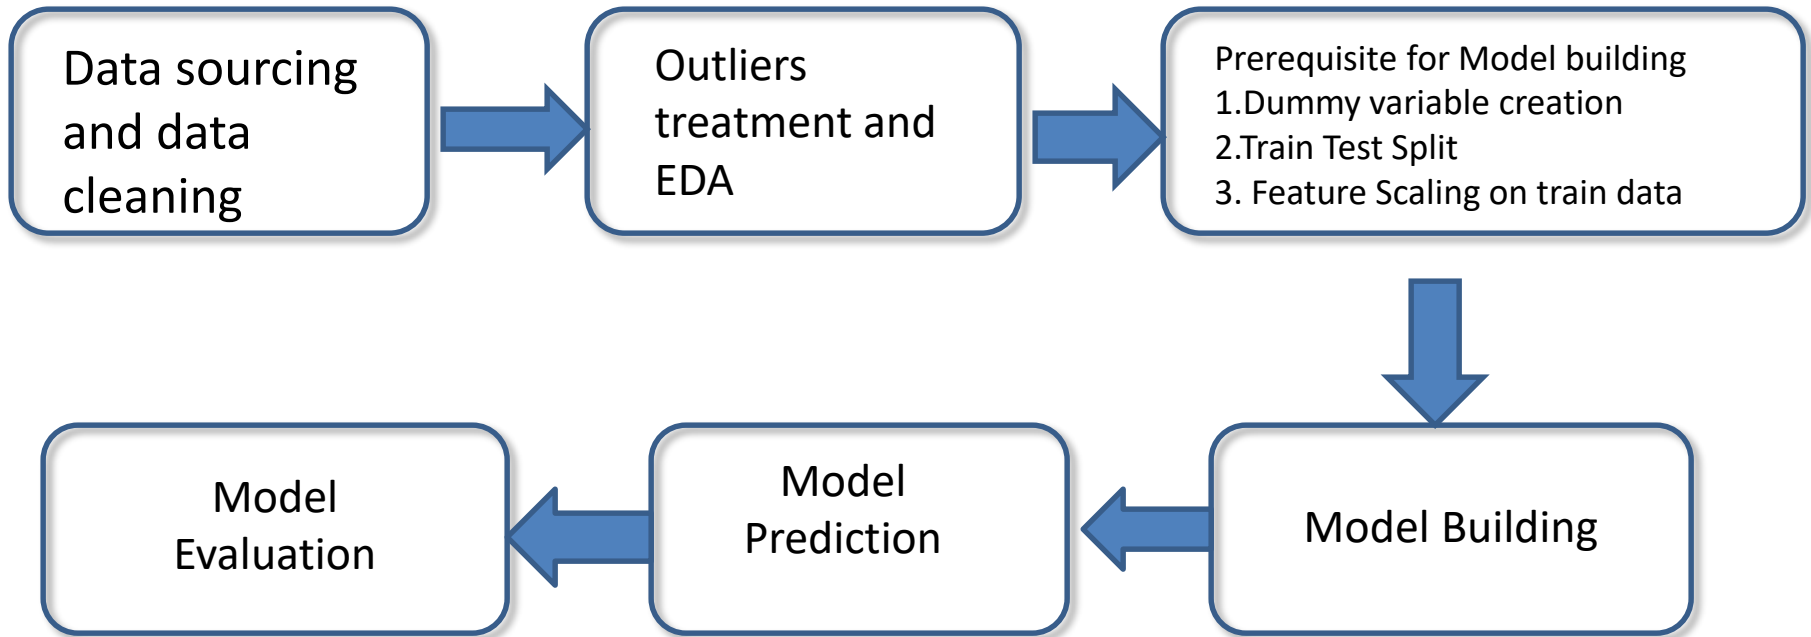 Data sourcing
and data
cleaning
Outliers
treatment and
EDA
Prerequisite for Model building
1.Dummy variable creation
2.Train Test Split
3. Feature Scaling on train data
Model Building
Model
Prediction
Model
Evaluation